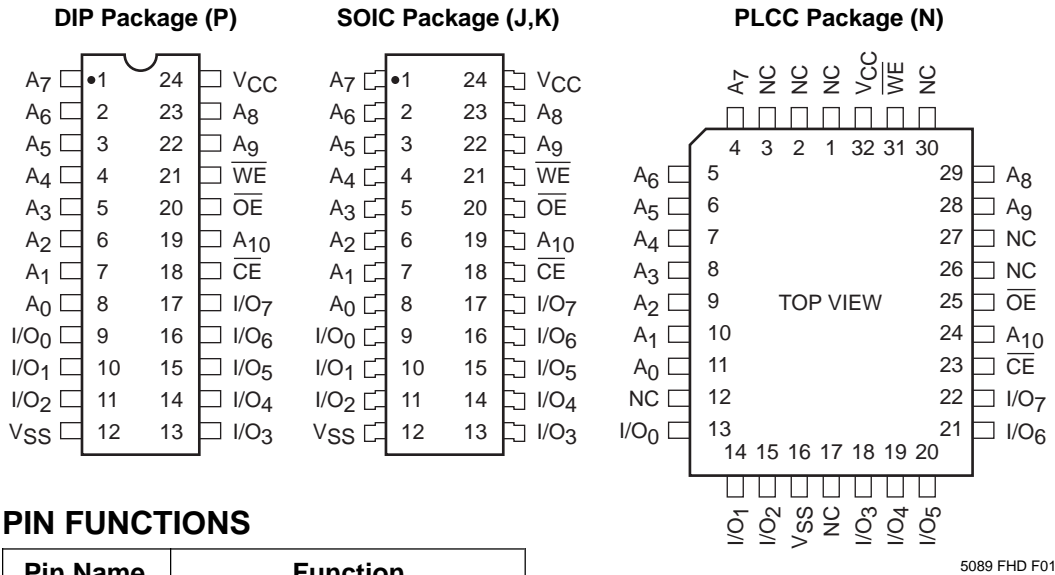 DIP Package (P) SOIC Package (J,K) PLCC Package (N)
A7 1 24 VCC
A6 2 23 A8
A5 3 22 A9
A4 4 21 WE
A3 5 20 OE
A2 6 19 A10
A1 7 18 CE
A0 8 17 I/O7
I/O0 9 16 I/O6
I/O1 10 15 I/O5
I/O2 11 14 I/O4
VSS 12 13 I/O3
A7 1 24 VCC
A6 2 23 A8
A5 3 22 A9
A4 4 21 WE
A3 5 20 OE
A2 6 19 A10
A1 7 18 CE
A0 8 17 I/O7
I/O0 9 16 I/O6
I/O1 10 15 I/O5
I/O2 11 14 I/O4
VSS 12 13 I/O3
A7 NC NC NC VCC WE NC
4 3 2 1 32 31 30
A6 5 29 A8
A5 6 28 A9
A4 7 27 NC
A3 8 26 NC
A2 9 TOP VIEW 25 OE
A1 10 24 A10
A0 11 23 CE
NC 12 22 I/O7
I/O0 13 21 I/O6
14 15 16 17 18 19 20
I/O1 I/O2 VSS NC I/O3 I/O4 I/O5
5089 FHD F01
PIN FUNCTIONS
Pin Name Function